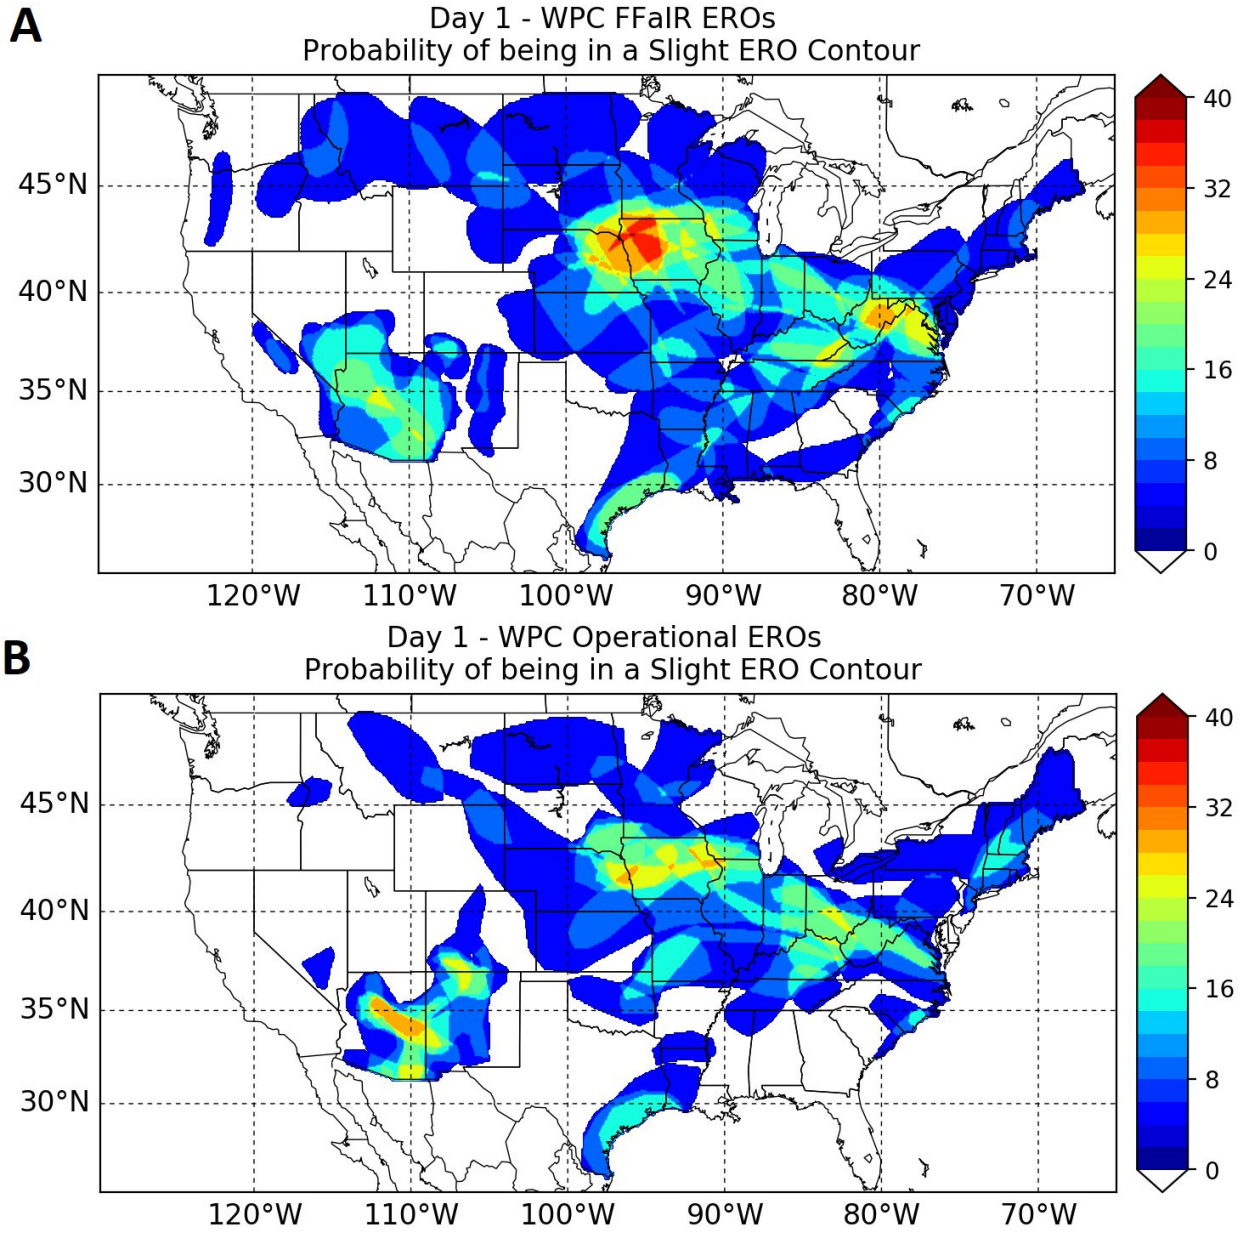 A
Day 1 - WPC FFaIR EROs
Probability of being in a Slight ERO Contour
45°N
40°N
35°N
30°N
120°W 110°W 100°W 90°W 80°W 70°W
40
32
24
16
8
0
B
Day 1 - WPC Operational EROs
Probability of being in a Slight ERO Contour
45°N
40°N
35°N
30°N
120°W 110°W 100°W 90°W 80°W 70°W
40
32
24
16
8
0